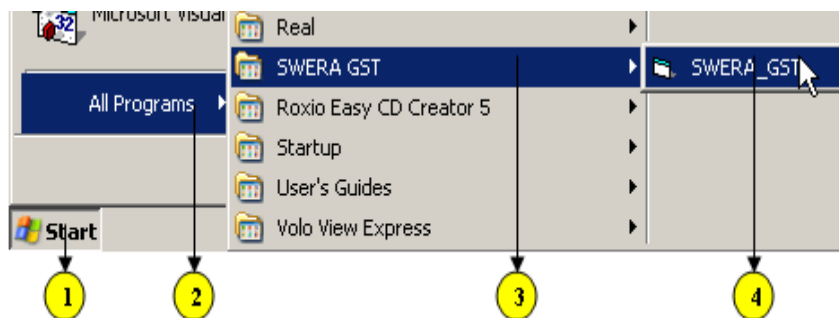 Microsoft Visual
Real
SWERA GST
SWERA_GST
All Programs
Roxio Easy CD Creator 5
Startup
User's Guides
Start
Volo View Express
1
2
3
4